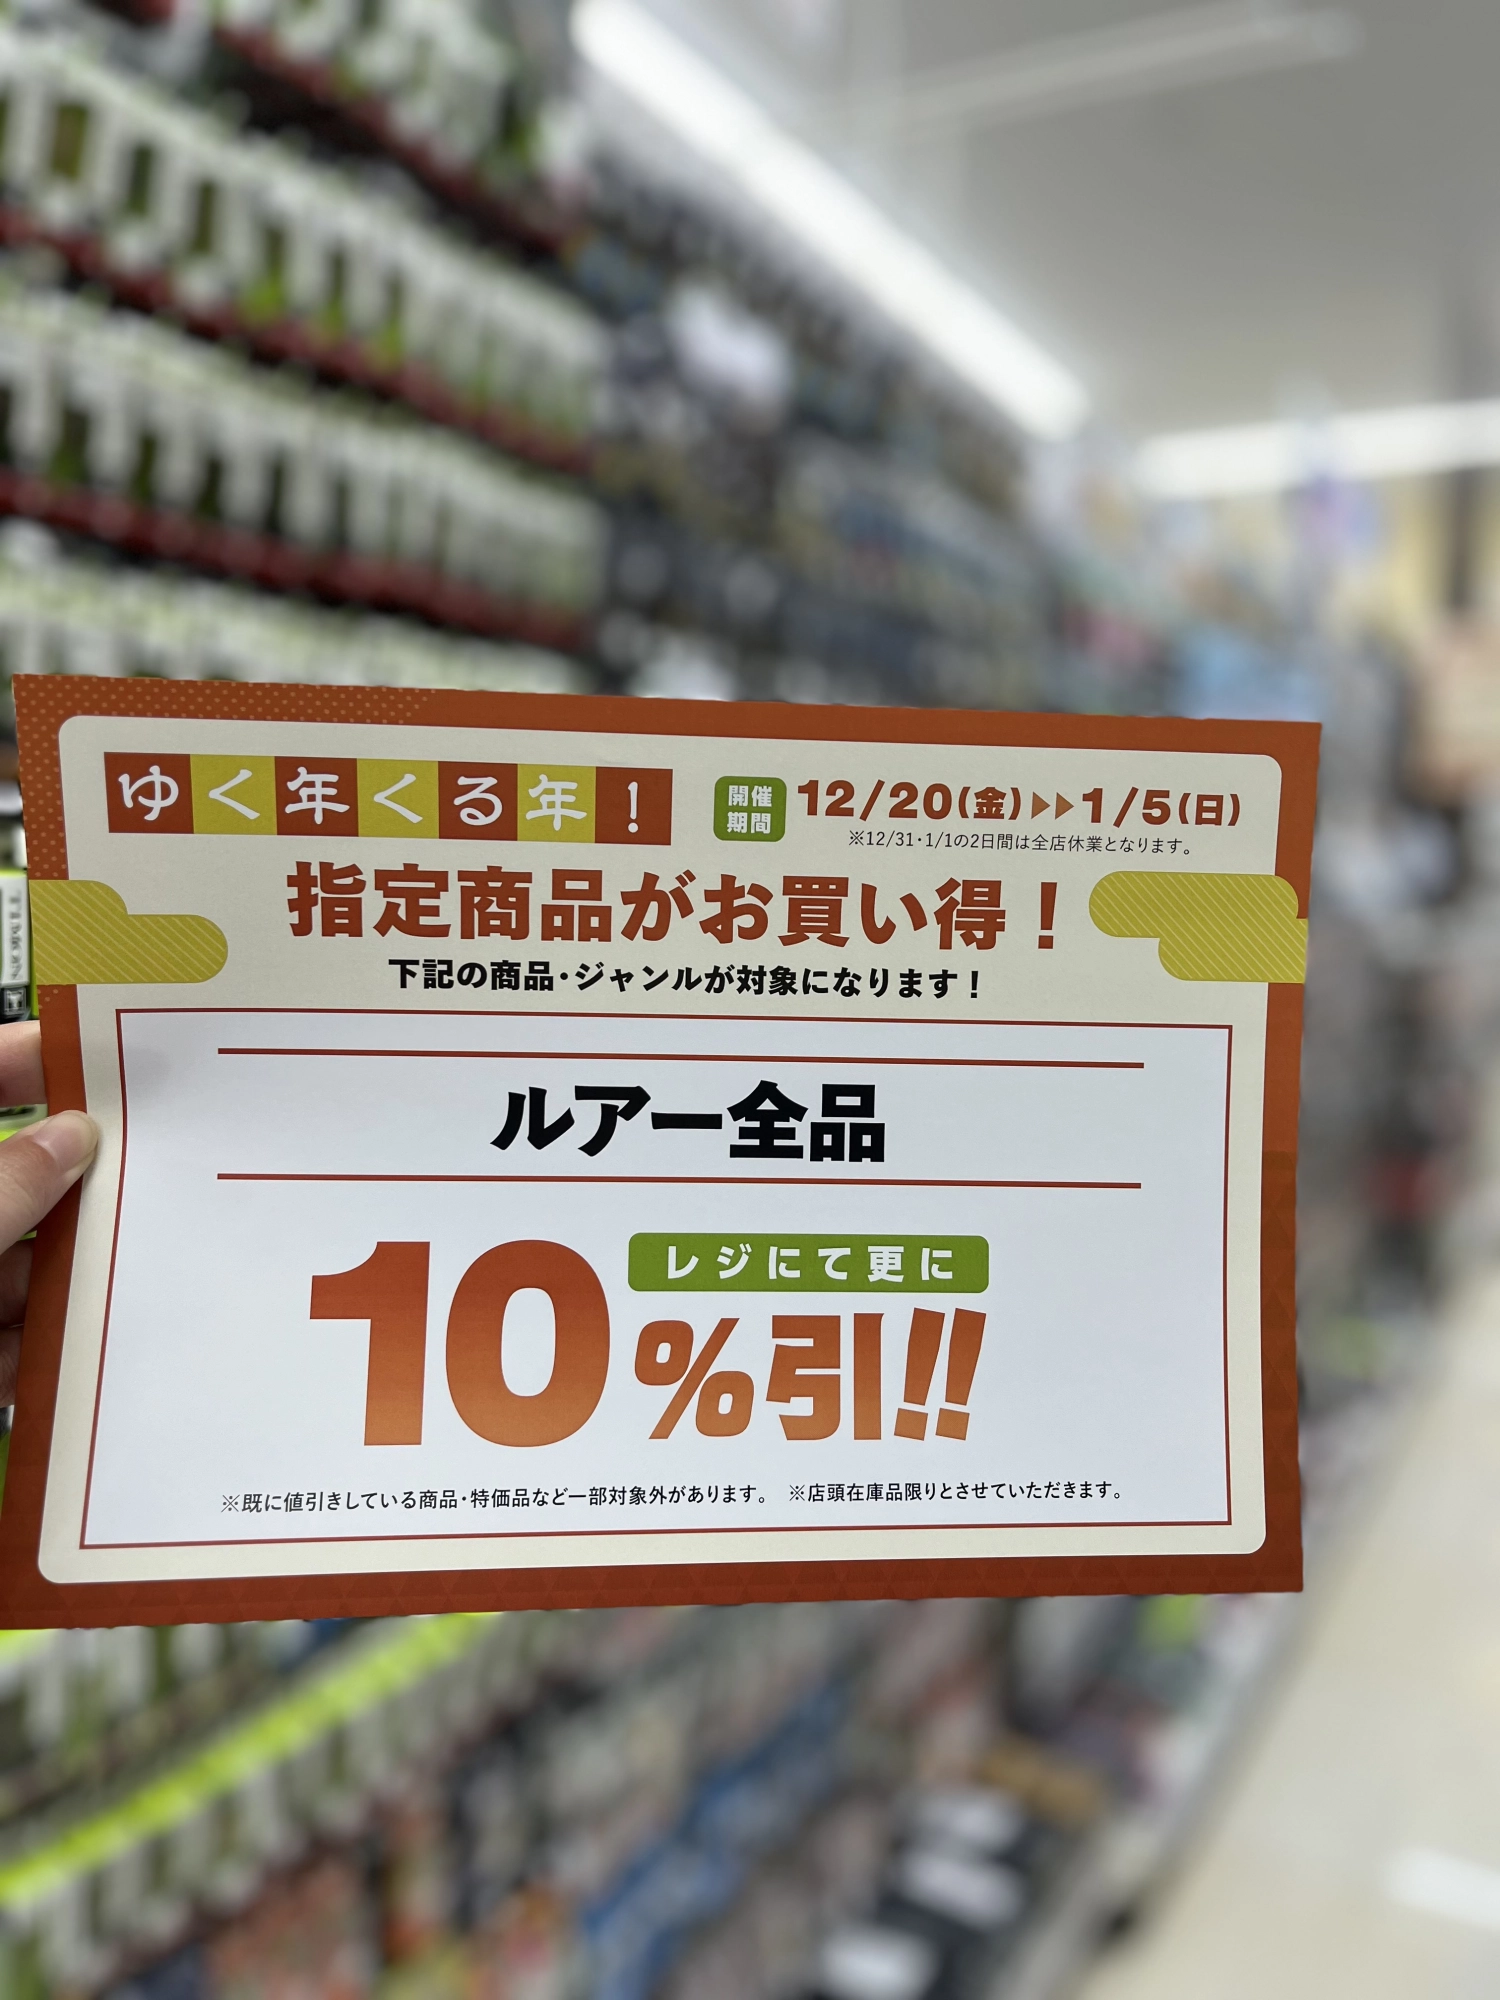 ゆく年くる年!
開催期間 12/20(金)▶▶1/5(日)
※12/31・1/1の2日間は全店休業となります。
指定商品がお買い得!
下記の商品・ジャンルが対象になります!
ルアー全品
レジにて更に
10%引!!
※既に値引きしている商品・特価品など一部対象外があります。 ※店頭在庫品限りとさせていただきます。